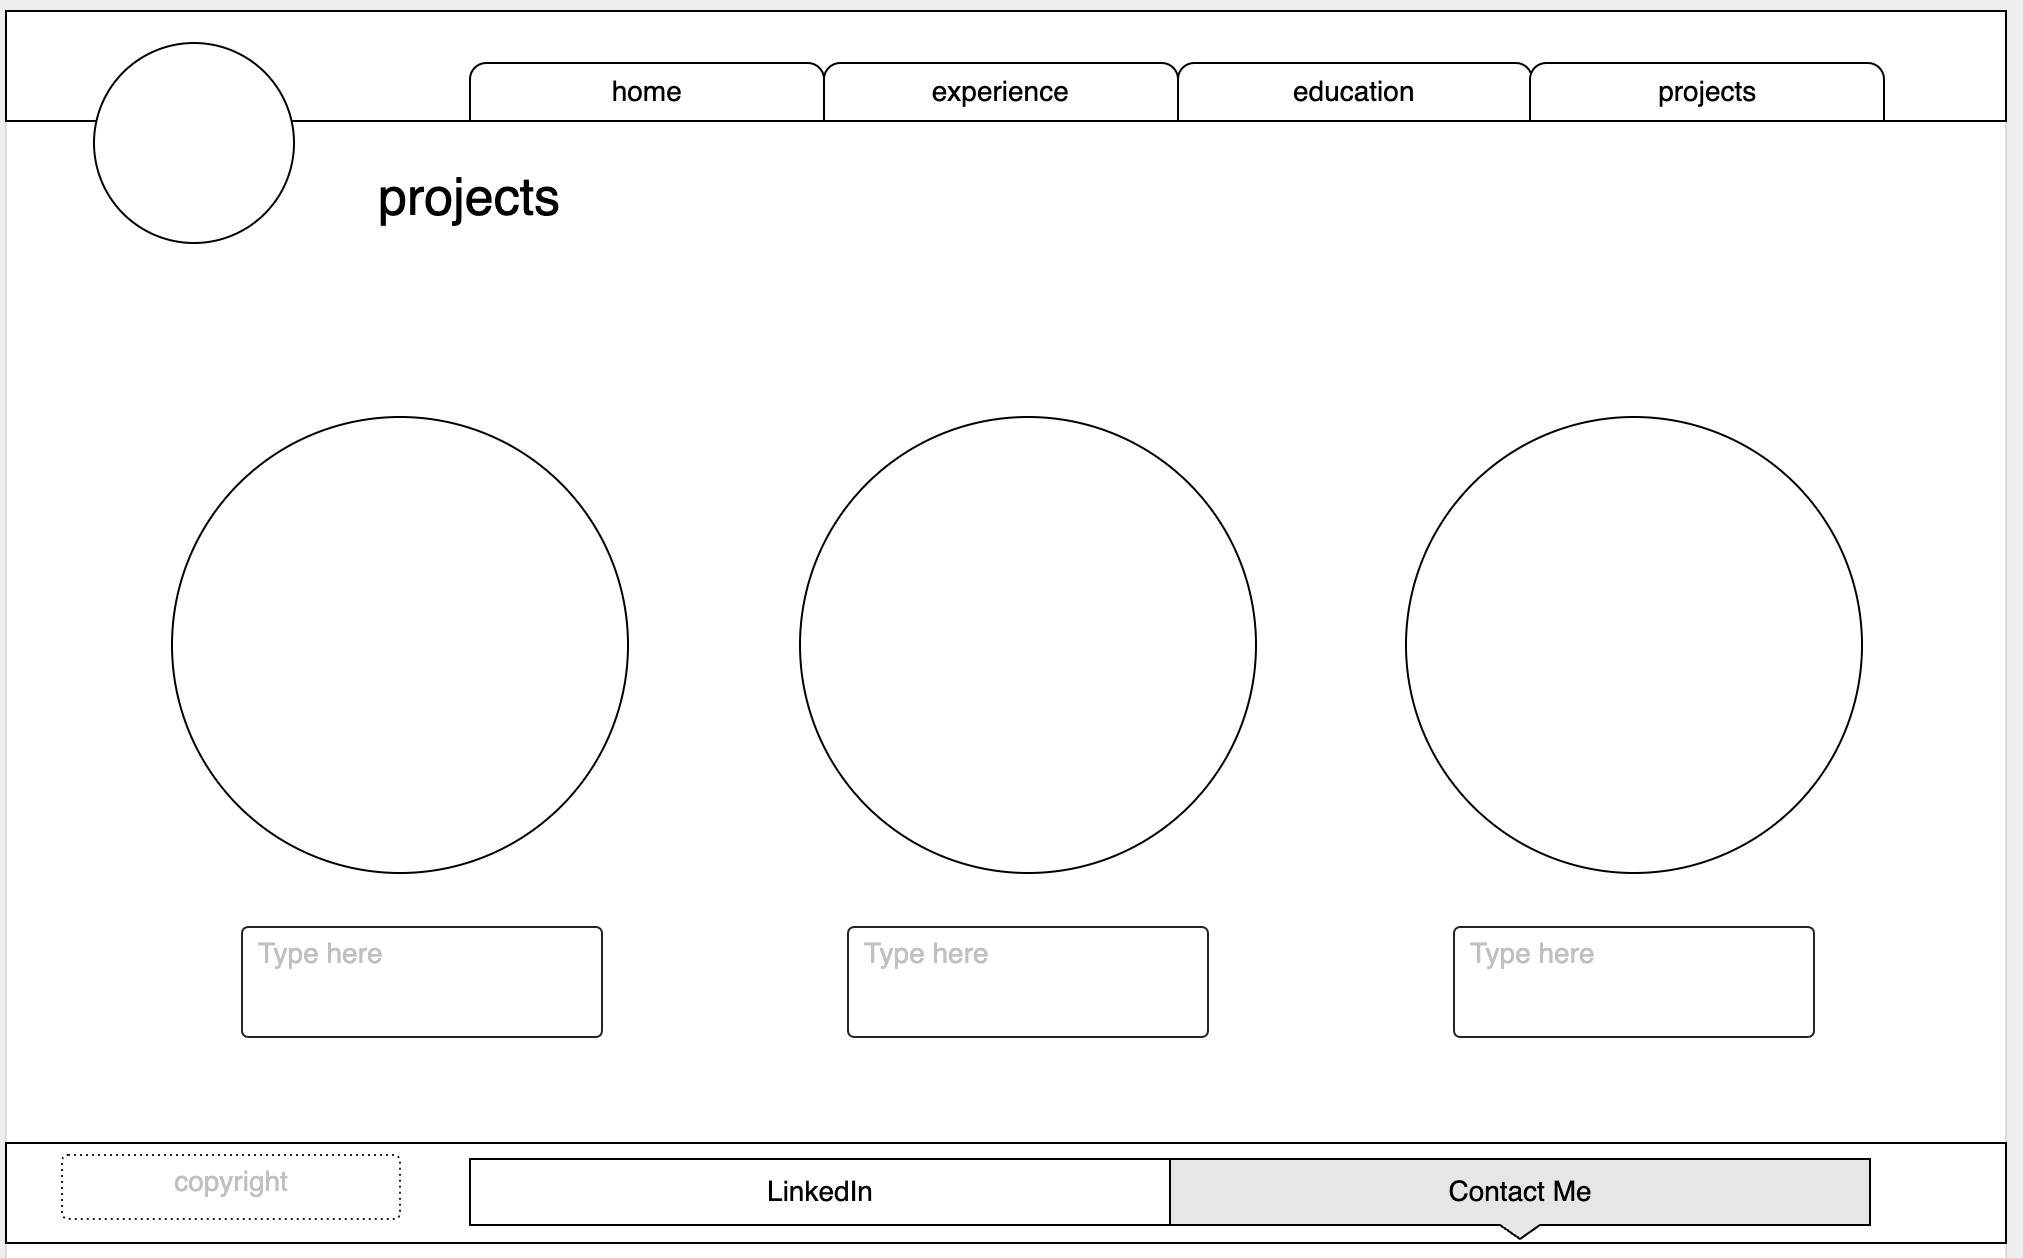 home
experience
education
projects
projects
Type here
Type here
Type here
copyright
LinkedIn
Contact Me